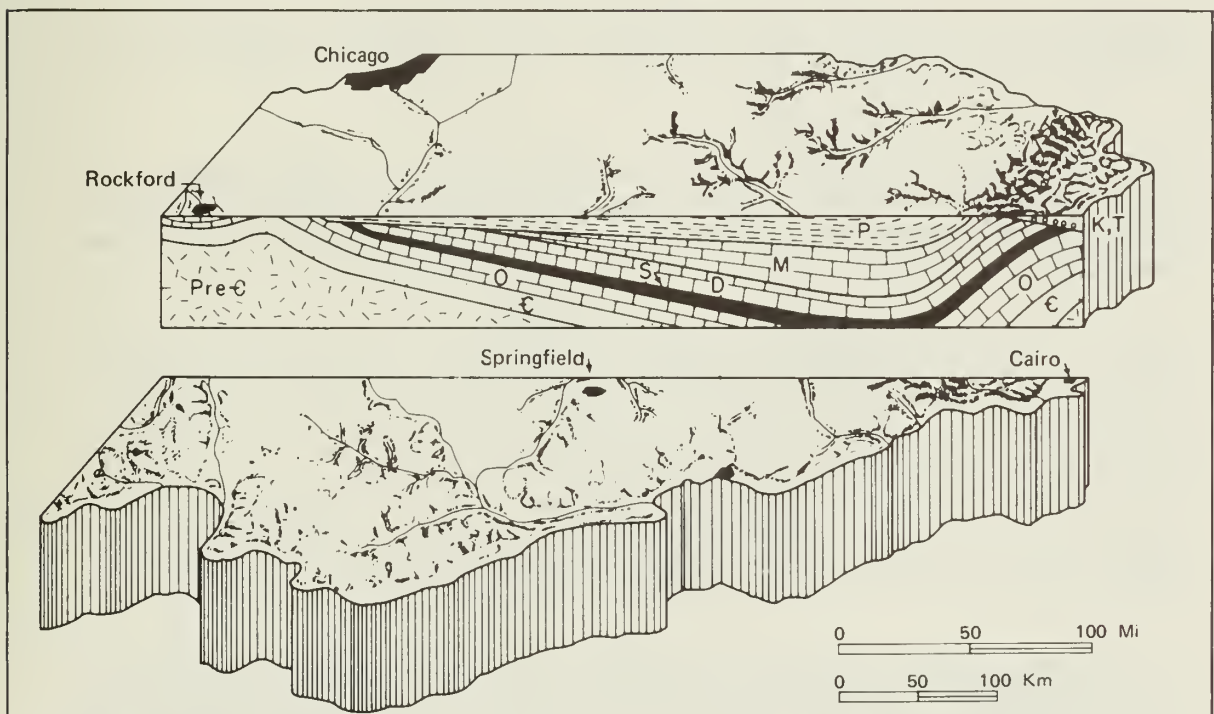 Chicago
Rockford
P
K,T
M
S
D
O
O
Pre-Є
Є
Є
Springfield
Cairo
0 50 100 Mi
0 50 100 Km